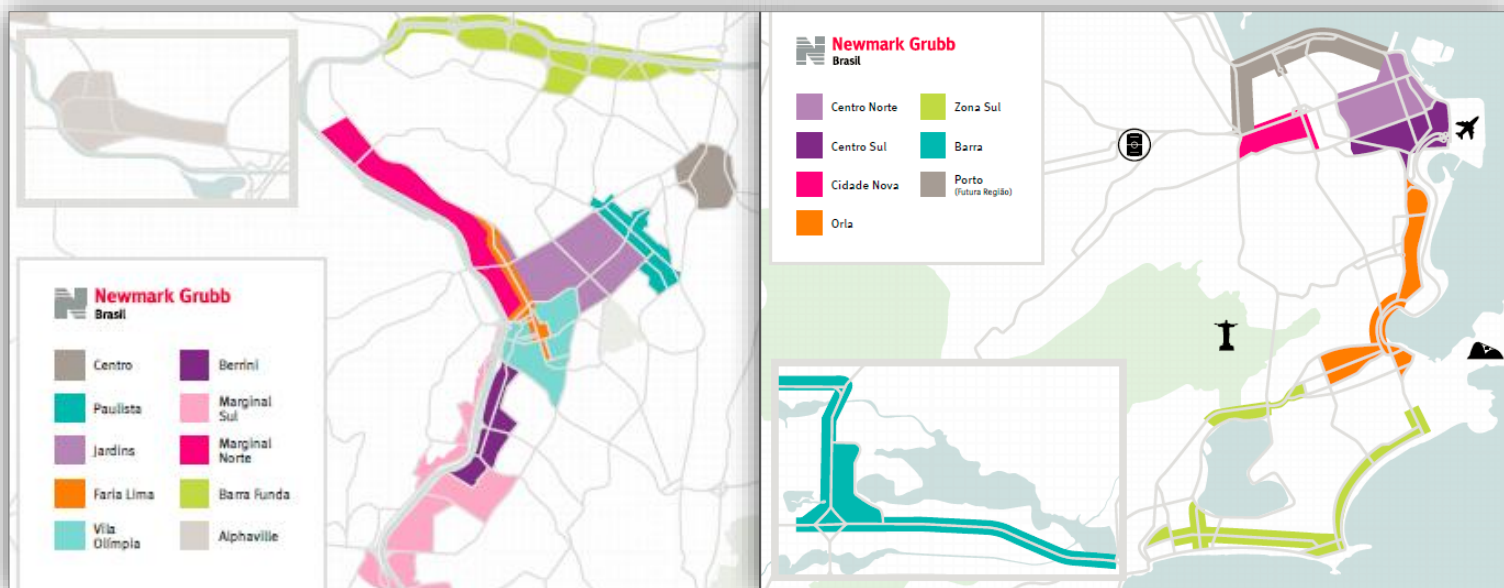 Newmark Grubb
Brasil
Centro
Berrini
Paulista
Marginal
Sul
Jardins
Marginal
Norte
Faria Lima
Barra Funda
Vila
Olímpia
Alphaville
Newmark Grubb
Brasil
Centro Norte
Zona Sul
Centro Sul
Barra
Cidade Nova
Porto
(Futura Região)
Orla